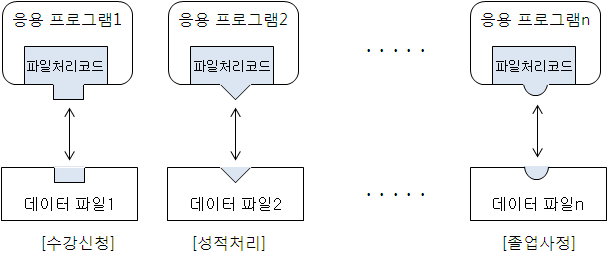 응용 프로그램1
응용 프로그램2
· · · · ·
응용 프로그램n
파일처리코드
파일처리코드
파일처리코드
데이터 파일1
데이터 파일2
· · · · ·
데이터 파일n
[수강신청]
[성적처리]
[졸업사정]